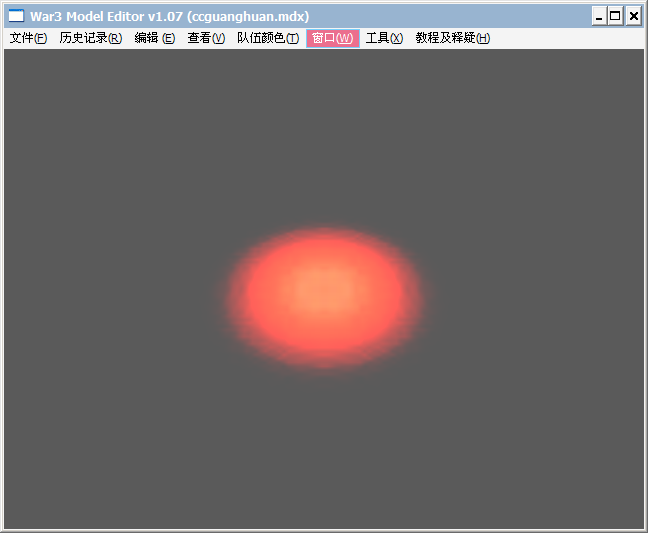 War3 Model Editor v1.07 (ccguanghuan.mdx)
文件(F) 历史记录(R) 编辑 (E) 查看(V) 队伍颜色(T) 窗口(W) 工具(X) 教程及释疑(H)